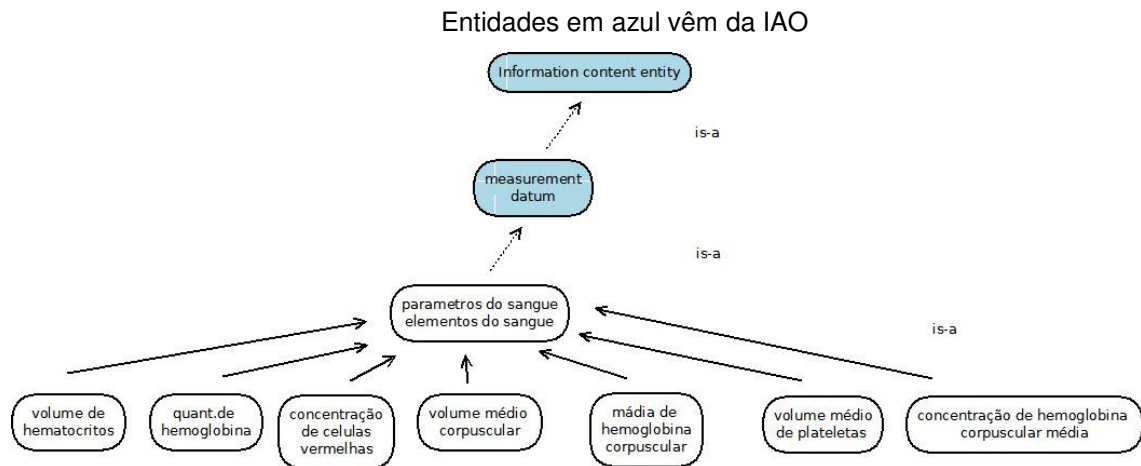 Entidades em azul vêm da IAO
Information content entity
is-a
measurement
datum
is-a
parametros do sangue
elementos do sangue
is-a
volume de
hematocritos
quant.de
hemoglobina
concentração
de celulas
vermelhas
volume médio
corpuscular
mádia de
hemoglobina
corpuscular
volume médio
de plateletas
concentração de hemoglobina
corpuscular média